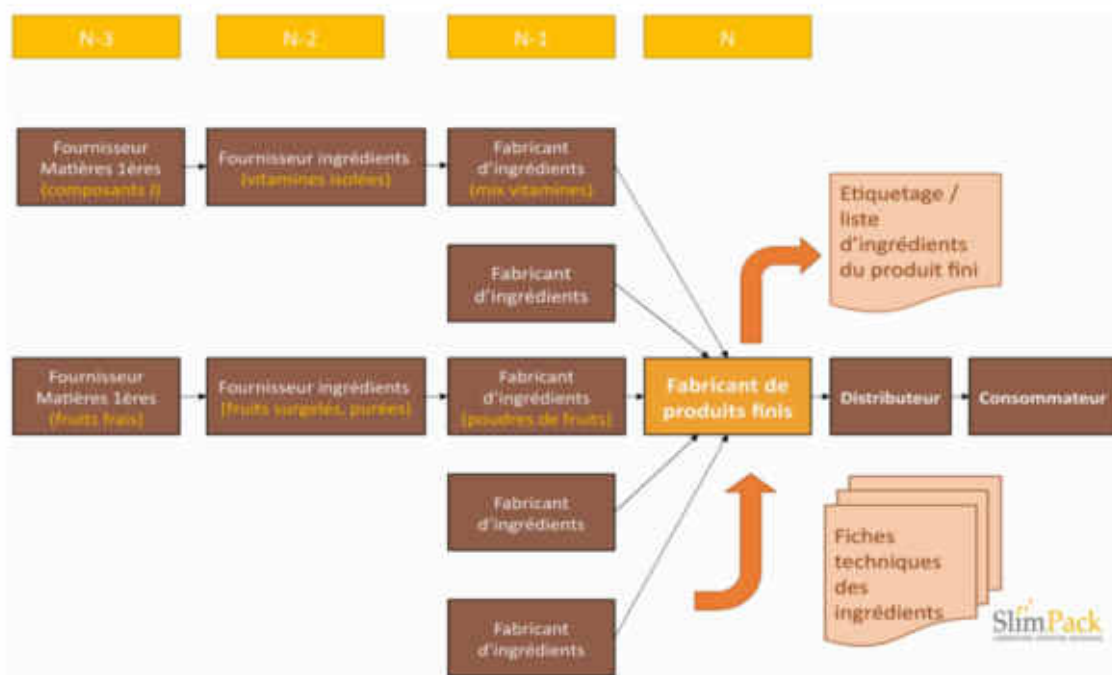 N-3
N-2
N-1
N
Fournisseur
Matières 1ères
(composants i)
Fournisseur ingrédients
(vitamines isolées)
Fabricant
d'ingrédients
(mix vitamines)
Etiquetage /
liste
d'ingrédients
du produit fini
Fabricant
d'ingrédients
Fournisseur
Matières 1ères
(fruits frais)
Fournisseur ingrédients
(fruits surgelés, purées)
Fabricant
d'ingrédients
(poudres de fruits)
Fabricant de
produits finis
Distributeur
Consommateur
Fabricant
d'ingrédients
Fiches
techniques
des
ingrédients
SlimPack
Fabricant
d'ingrédients